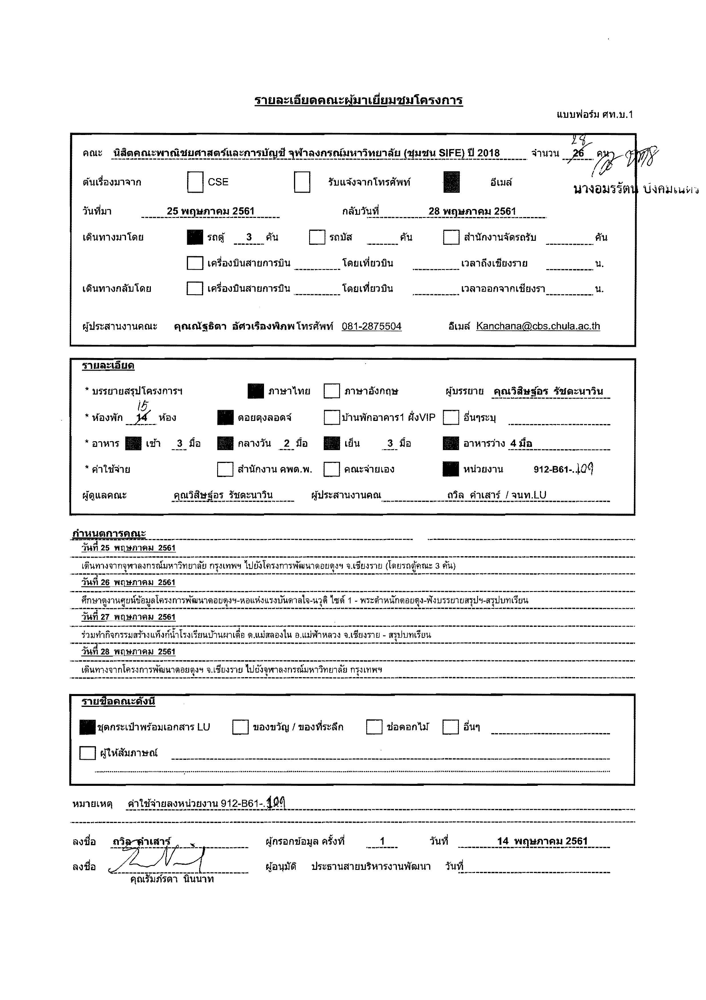 รายละเอียดคณะผู้มาเยี่ยมชมโครงการ
แบบฟอร์ม ศท.บ.1
28
คณะ นิสิตคณะพาณิชยศาสตร์และการบัญชี จุฬาลงกรณ์มหาวิทยาลัย (ชุมชน SIFE) ปี 2018 จำนวน 26 คน
ต้นเรื่องมาจาก CSE รับแจ้งจากโทรศัพท์ อีเมล์
นางอมรรัตน์ บังคมเนตร
วันที่มา 25 พฤษภาคม 2561 กลับวันที่ 28 พฤษภาคม 2561
เดินทางมาโดย รถตู้ 3 คัน รถบัส คัน สำนักงานจัดรถรับ คัน
เครื่องบินสายการบิน โดยเที่ยวบิน เวลาถึงเชียงราย น.
เดินทางกลับโดย เครื่องบินสายการบิน โดยเที่ยวบิน เวลาออกจากเชียงรา น.
ผู้ประสานงานคณะ คุณณัฐธิตา อัศวเรืองพิภพ โทรศัพท์ 081-2875504 อีเมล์ Kanchana@cbs.chula.ac.th
รายละเอียด
* บรรยายสรุปโครงการฯ ภาษาไทย ภาษาอังกฤษ ผู้บรรยาย คุณวิสิษฐ์อร รัชตะนาวิน
15
* ห้องพัก 14 ห้อง ดอยตุงลอดจ์ บ้านพักอาคาร1 ฝั่งVIP อื่นๆระบุ
* อาหาร เช้า 3 มื้อ กลางวัน 2 มื้อ เย็น 3 มื้อ อาหารว่าง 4 มื้อ
* ค่าใช้จ่าย สำนักงาน คพด.พ. คณะจ่ายเอง หน่วยงาน 912-B61-..109
ผู้ดูแลคณะ คุณวิสิษฐ์อร รัชตะนาวิน ผู้ประสานงานคณ ถวิล คำเสาร์ / จนท.LU
กำหนดการคณะ
วันที่ 25 พฤษภาคม 2561
เดินทางจากจุฬาลงกรณ์มหาวิทยาลัย กรุงเทพฯ ไปยังโครงการพัฒนาดอยตุงฯ จ.เชียงราย (โดยรถตู้คณะ 3 คัน)
วันที่ 26 พฤษภาคม 2561
ศึกษาดูงานศูยน์ข้อมูลโครงการพัฒนาดอยตุงฯ-หอแห่งแรงบันดาลใจ-นวุติ ไซต์ 1 - พระตำหนักดอยตุง-ฟังบรรยายสรุปฯ-สรุปบทเรียน
วันที่ 27 พฤษภาคม 2561
ร่วมทำกิจกรรมสร้างแท็งก์น้ำโรงเรียนบ้านผาเดื่อ ต.แม่สลองใน อ.แม่ฟ้าหลวง จ.เชียงราย - สรุปบทเรียน
วันที่ 28 พฤษภาคม 2561
เดินทางจากโครงการพัฒนาดอยตุงฯ จ.เชียงราย ไปยังจุฬาลงกรณ์มหาวิทยาลัย กรุงเทพฯ
รายชื่อคณะดังนี้
ชุดกระเป๋าพร้อมเอกสาร LU ของขวัญ / ของที่ระลึก ช่อดอกไม้ อื่นๆ
ผู้ให้สัมภาษณ์
หมายเหตุ ค่าใช้จ่ายลงหน่วยงาน 912-B61-.109
ลงชื่อ ถวิล คำเสาร์ ผู้กรอกข้อมูล ครั้งที่ 1 วันที่ 14 พฤษภาคม 2561
ลงชื่อ ผู้อนุมัติ ประธานสายบริหารงานพัฒนา วันที่
คุณรัมภ์รดา นินนาท